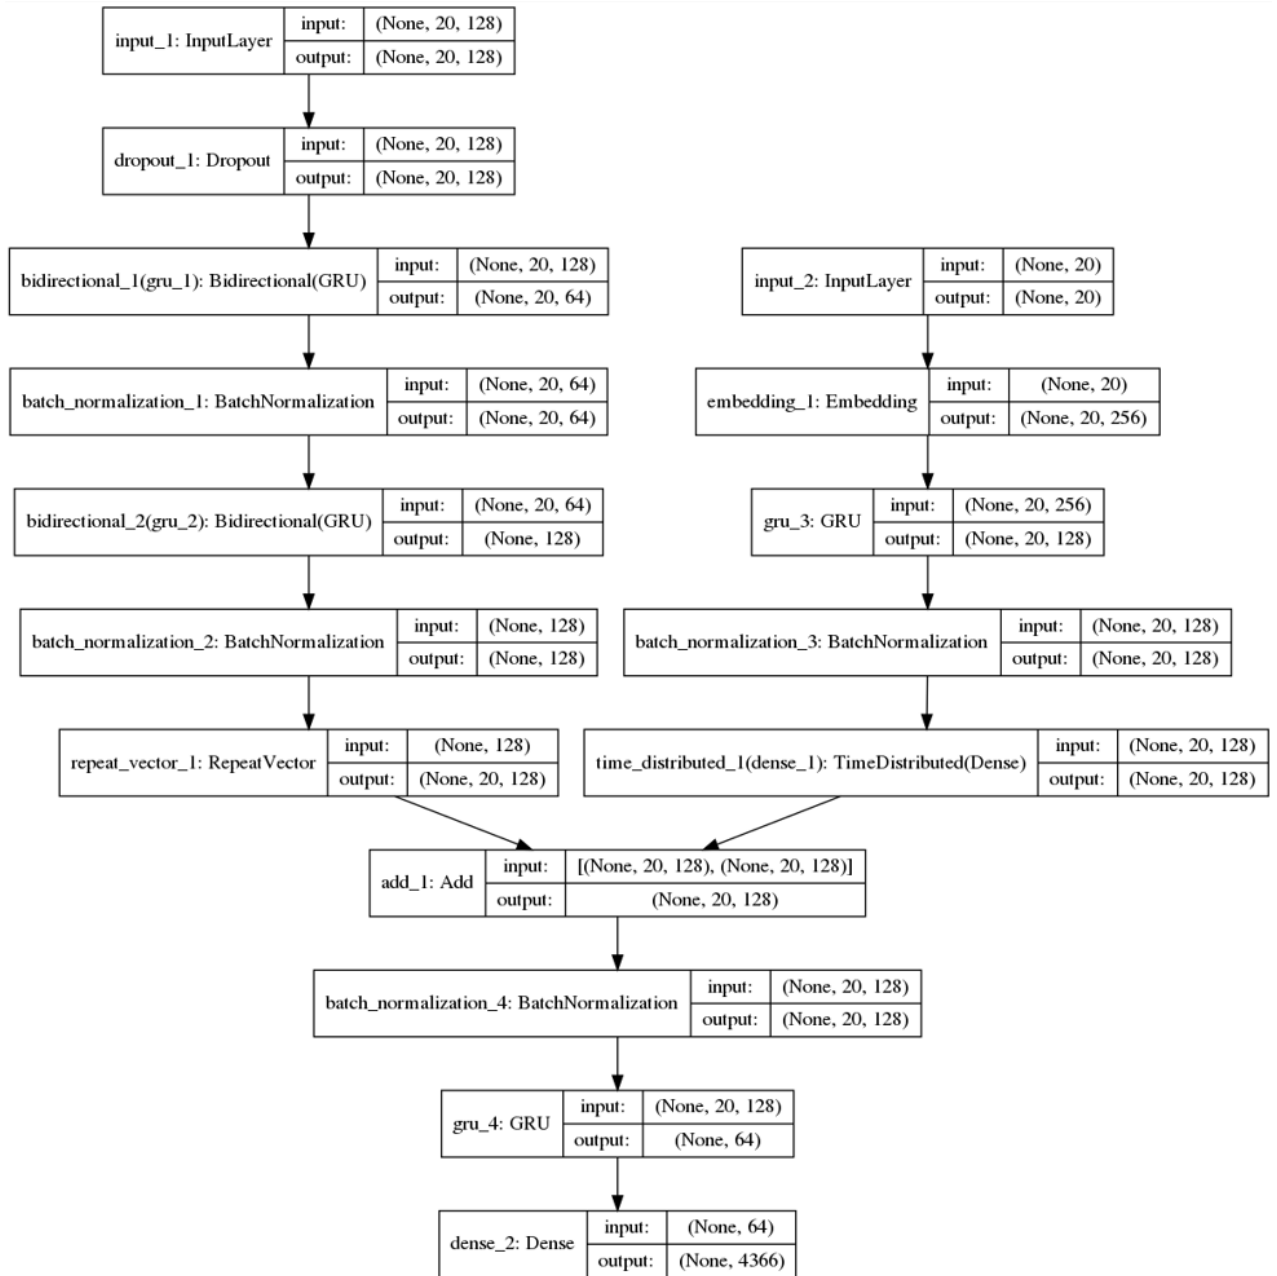 input_1: InputLayer
input: (None, 20, 128)
output: (None, 20, 128)
dropout_1: Dropout
input: (None, 20, 128)
output: (None, 20, 128)
bidirectional_1(gru_1): Bidirectional(GRU)
input: (None, 20, 128)
output: (None, 20, 64)
input_2: InputLayer
input: (None, 20)
output: (None, 20)
batch_normalization_1: BatchNormalization
input: (None, 20, 64)
output: (None, 20, 64)
embedding_1: Embedding
input: (None, 20)
output: (None, 20, 256)
bidirectional_2(gru_2): Bidirectional(GRU)
input: (None, 20, 64)
output: (None, 128)
gru_3: GRU
input: (None, 20, 256)
output: (None, 20, 128)
batch_normalization_2: BatchNormalization
input: (None, 128)
output: (None, 128)
batch_normalization_3: BatchNormalization
input: (None, 20, 128)
output: (None, 20, 128)
repeat_vector_1: RepeatVector
input: (None, 128)
output: (None, 20, 128)
time_distributed_1(dense_1): TimeDistributed(Dense)
input: (None, 20, 128)
output: (None, 20, 128)
add_1: Add
input: [(None, 20, 128), (None, 20, 128)]
output: (None, 20, 128)
batch_normalization_4: BatchNormalization
input: (None, 20, 128)
output: (None, 20, 128)
gru_4: GRU
input: (None, 20, 128)
output: (None, 64)
dense_2: Dense
input: (None, 64)
output: (None, 4366)